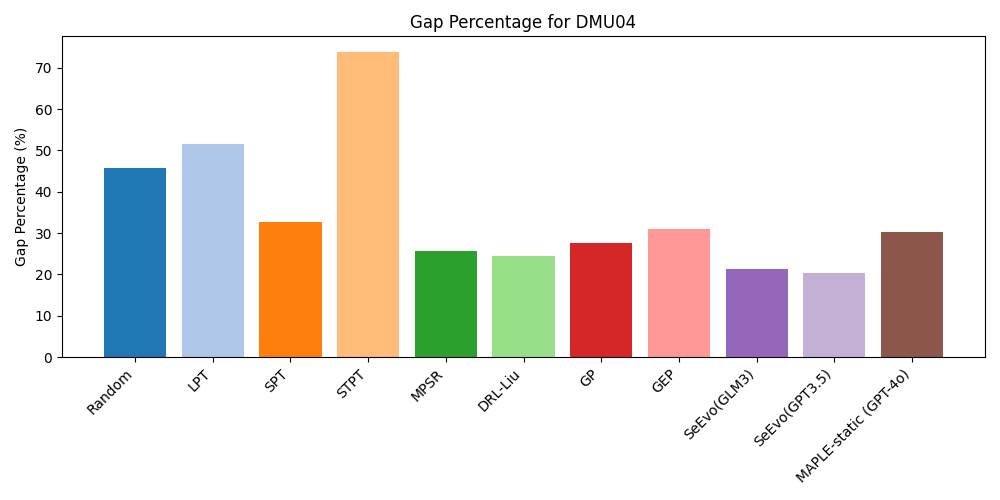 Gap Percentage for DMU04
Gap Percentage (%)
70
60
50
40
30
20
10
0
Random
LPT
SPT
STPT
MPSR
DRL-Liu
GP
GEP
SeEvo(GLM3)
SeEvo(GPT3.5)
MAPLE-static (GPT-4o)